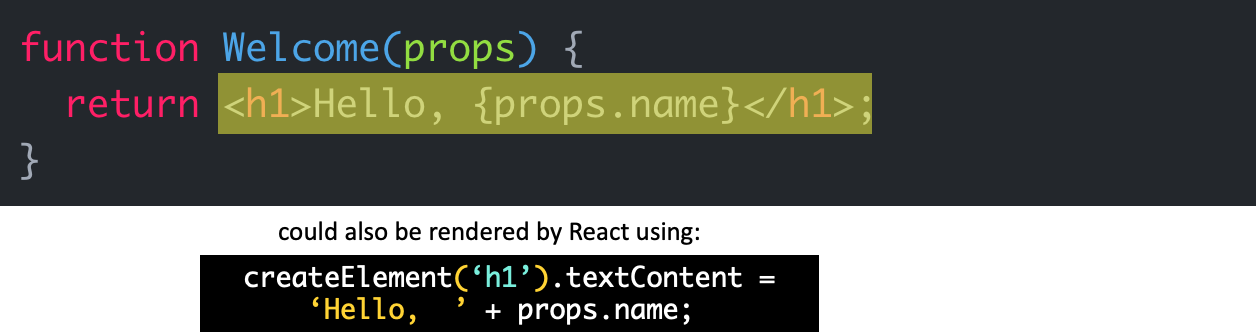 function Welcome(props) {
  return <h1>Hello, {props.name}</h1>;
}
could also be rendered by React using:
createElement(‘h1’).textContent =
‘Hello,  ’ + props.name;